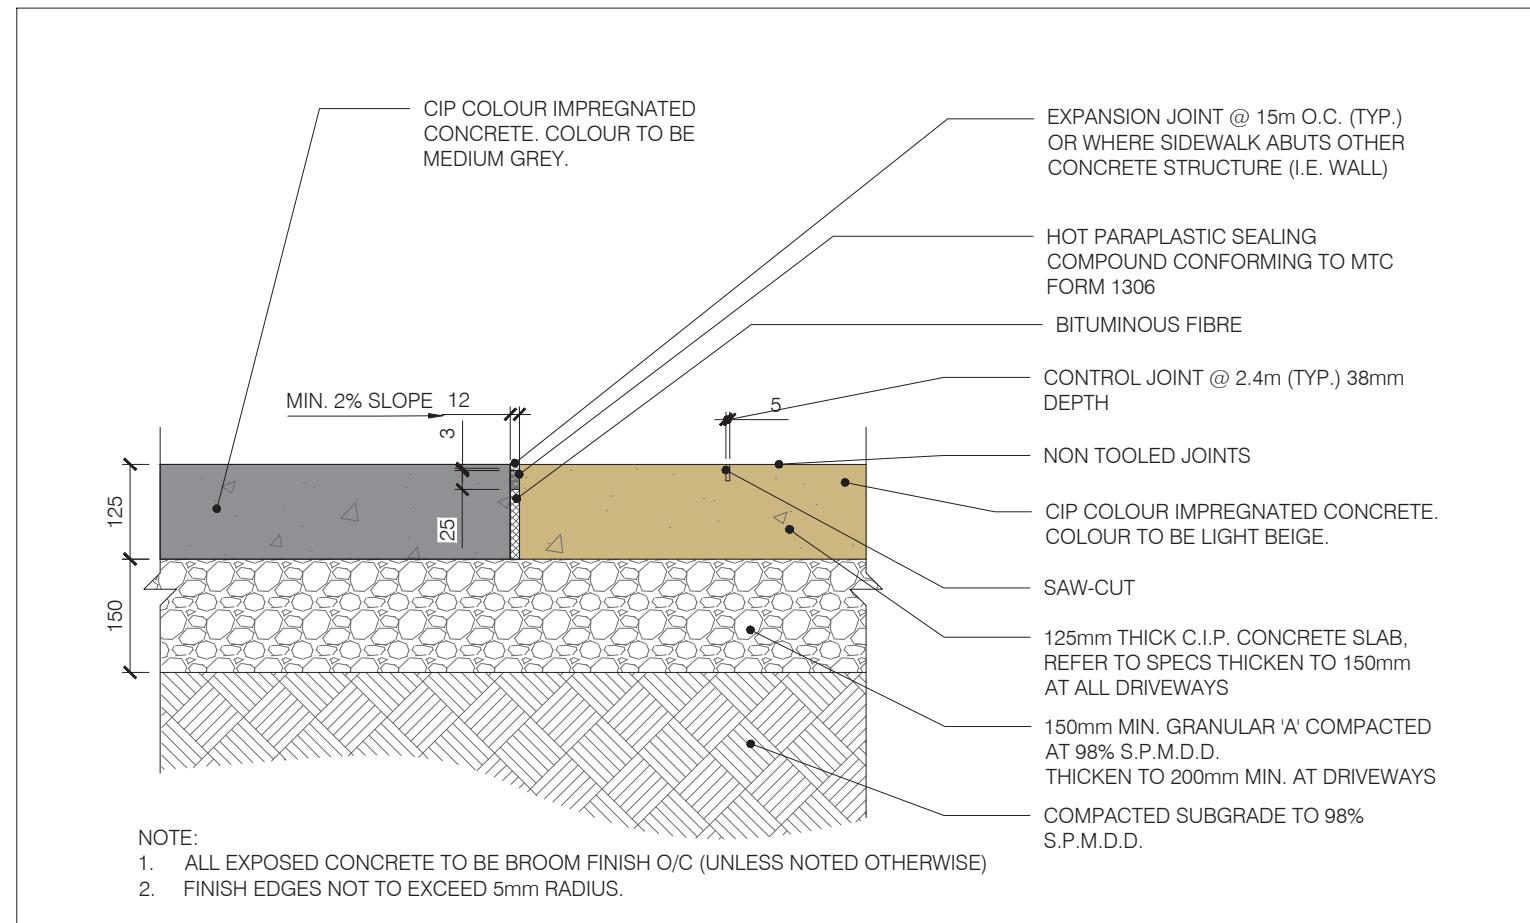 CIP COLOUR IMPREGNATED
CONCRETE. COLOUR TO BE
MEDIUM GREY.
EXPANSION JOINT @ 15m O.C. (TYP.)
OR WHERE SIDEWALK ABUTS OTHER
CONCRETE STRUCTURE (I.E. WALL)
HOT PARAPLASTIC SEALING
COMPOUND CONFORMING TO MTC
FORM 1306
BITUMINOUS FIBRE
CONTROL JOINT @ 2.4m (TYP.) 38mm
DEPTH
MIN. 2% SLOPE
12
5
3
25
125
150
NON TOOLED JOINTS
CIP COLOUR IMPREGNATED CONCRETE.
COLOUR TO BE LIGHT BEIGE.
SAW-CUT
125mm THICK C.I.P. CONCRETE SLAB,
REFER TO SPECS THICKEN TO 150mm
AT ALL DRIVEWAYS
150mm MIN. GRANULAR 'A' COMPACTED
AT 98% S.P.M.D.D.
THICKEN TO 200mm MIN. AT DRIVEWAYS
COMPACTED SUBGRADE TO 98%
S.P.M.D.D.
NOTE:
1. ALL EXPOSED CONCRETE TO BE BROOM FINISH O/C (UNLESS NOTED OTHERWISE)
2. FINISH EDGES NOT TO EXCEED 5mm RADIUS.